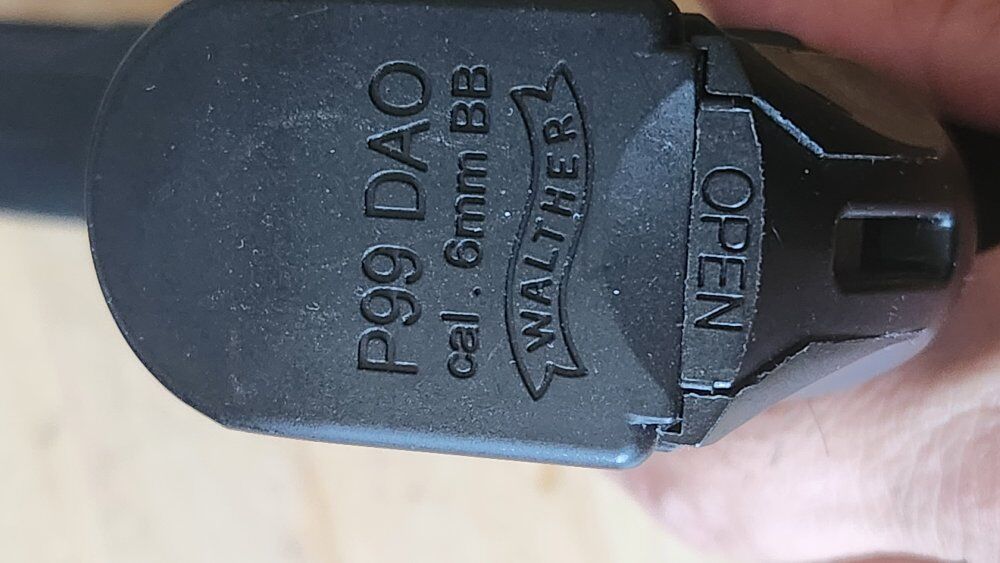 P99 DAO
cal. 6mm BB
WALTHER
OPEN